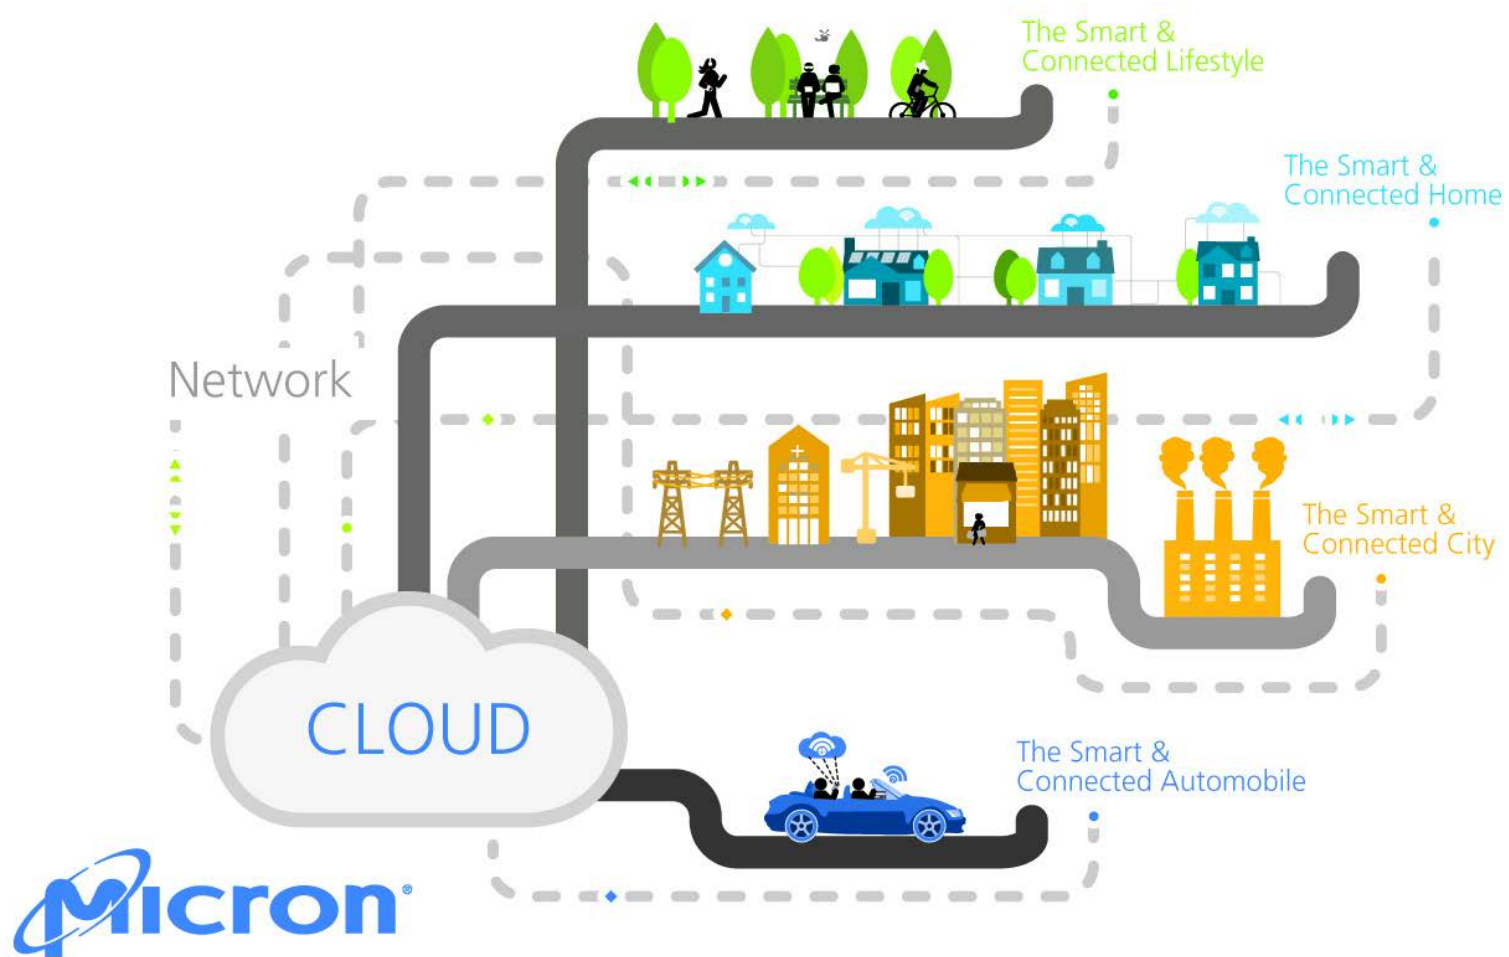 The Smart &
Connected Lifestyle
The Smart &
Connected Home
Network
The Smart &
Connected City
CLOUD
The Smart &
Connected Automobile
Micron®